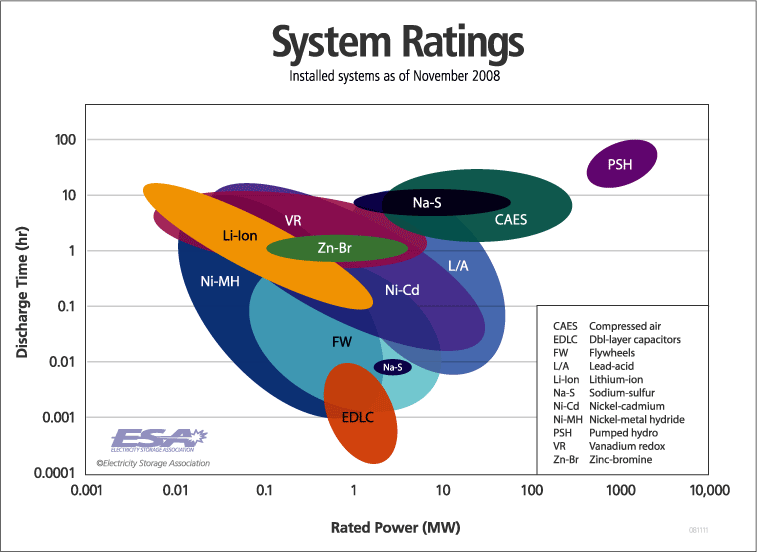 System Ratings
Installed systems as of November 2008
Discharge Time (hr)
100
10
1
0.1
0.01
0.001
0.0001
PSH
Na-S
CAES
VR
Li-Ion
Zn-Br
L/A
Ni-MH
Ni-Cd
FW
Na-S
EDLC
CAES Compressed air
EDLC Dbl-layer capacitors
FW Flywheels
L/A Lead-acid
Li-Ion Lithium-ion
Na-S Sodium-sulfur
Ni-Cd Nickel-cadmium
Ni-MH Nickel-metal hydride
PSH Pumped hydro
VR Vanadium redox
Zn-Br Zinc-bromine
ESA
ELECTRICITY STORAGE ASSOCIATION
©Electricity Storage Association
0.001 0.01 0.1 1 10 100 1000 10,000
Rated Power (MW)
081111